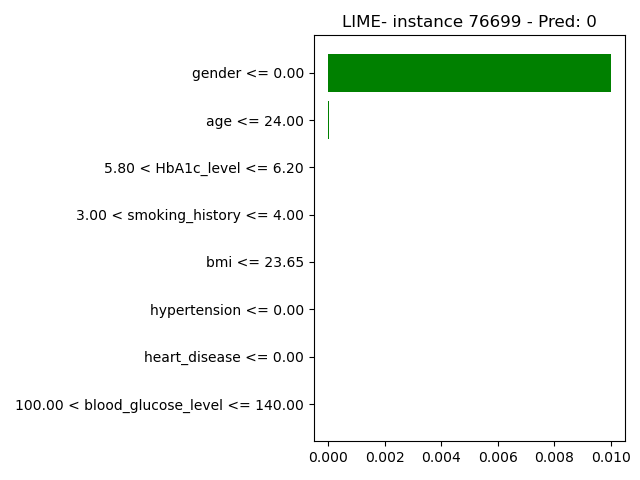 LIME- instance 76699 - Pred: 0
gender <= 0.00
age <= 24.00
5.80 < HbA1c_level <= 6.20
3.00 < smoking_history <= 4.00
bmi <= 23.65
hypertension <= 0.00
heart_disease <= 0.00
100.00 < blood_glucose_level <= 140.00
0.000 0.002 0.004 0.006 0.008 0.010